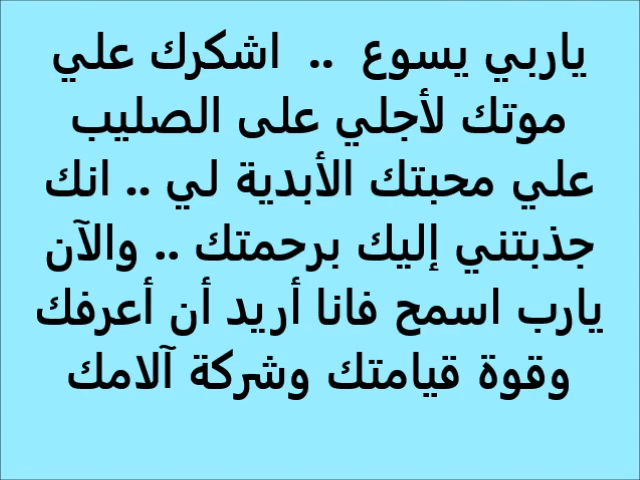 ياربي يسوع .. اشكرك علي
موتك لأجلي على الصليب
علي محبتك الأبدية لي .. انك
جذبتني إليك برحمتك .. والآن
يارب اسمح فانا أريد أن أعرفك
وقوة قيامتك وشركة آلامك